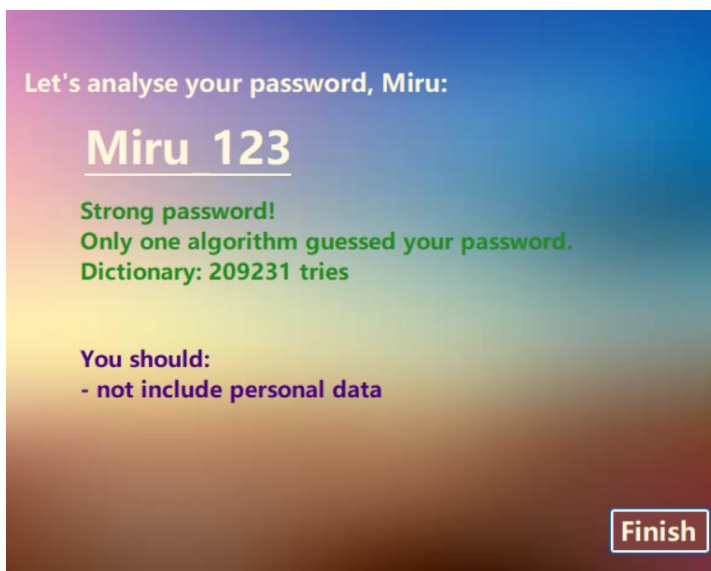 Let's analyse your password, Miru:
Miru_123
Strong password!
Only one algorithm guessed your password.
Dictionary: 209231 tries
You should:
- not include personal data
Finish